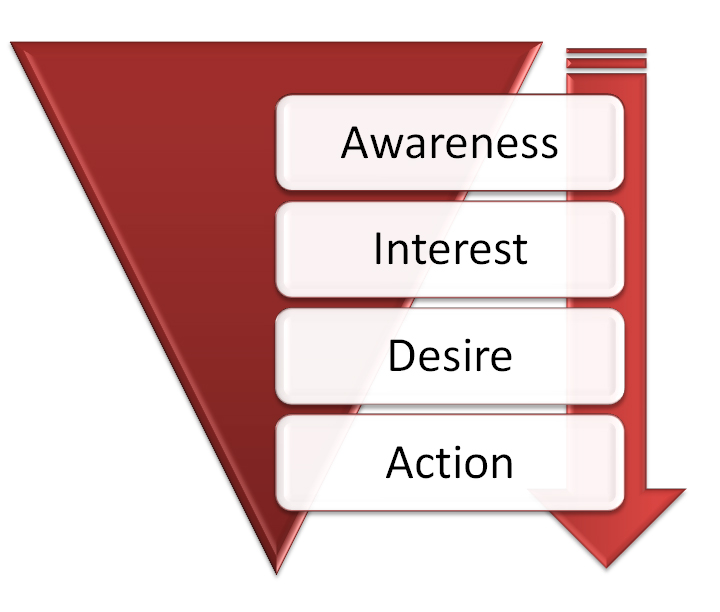 Awareness
Interest
Desire
Action